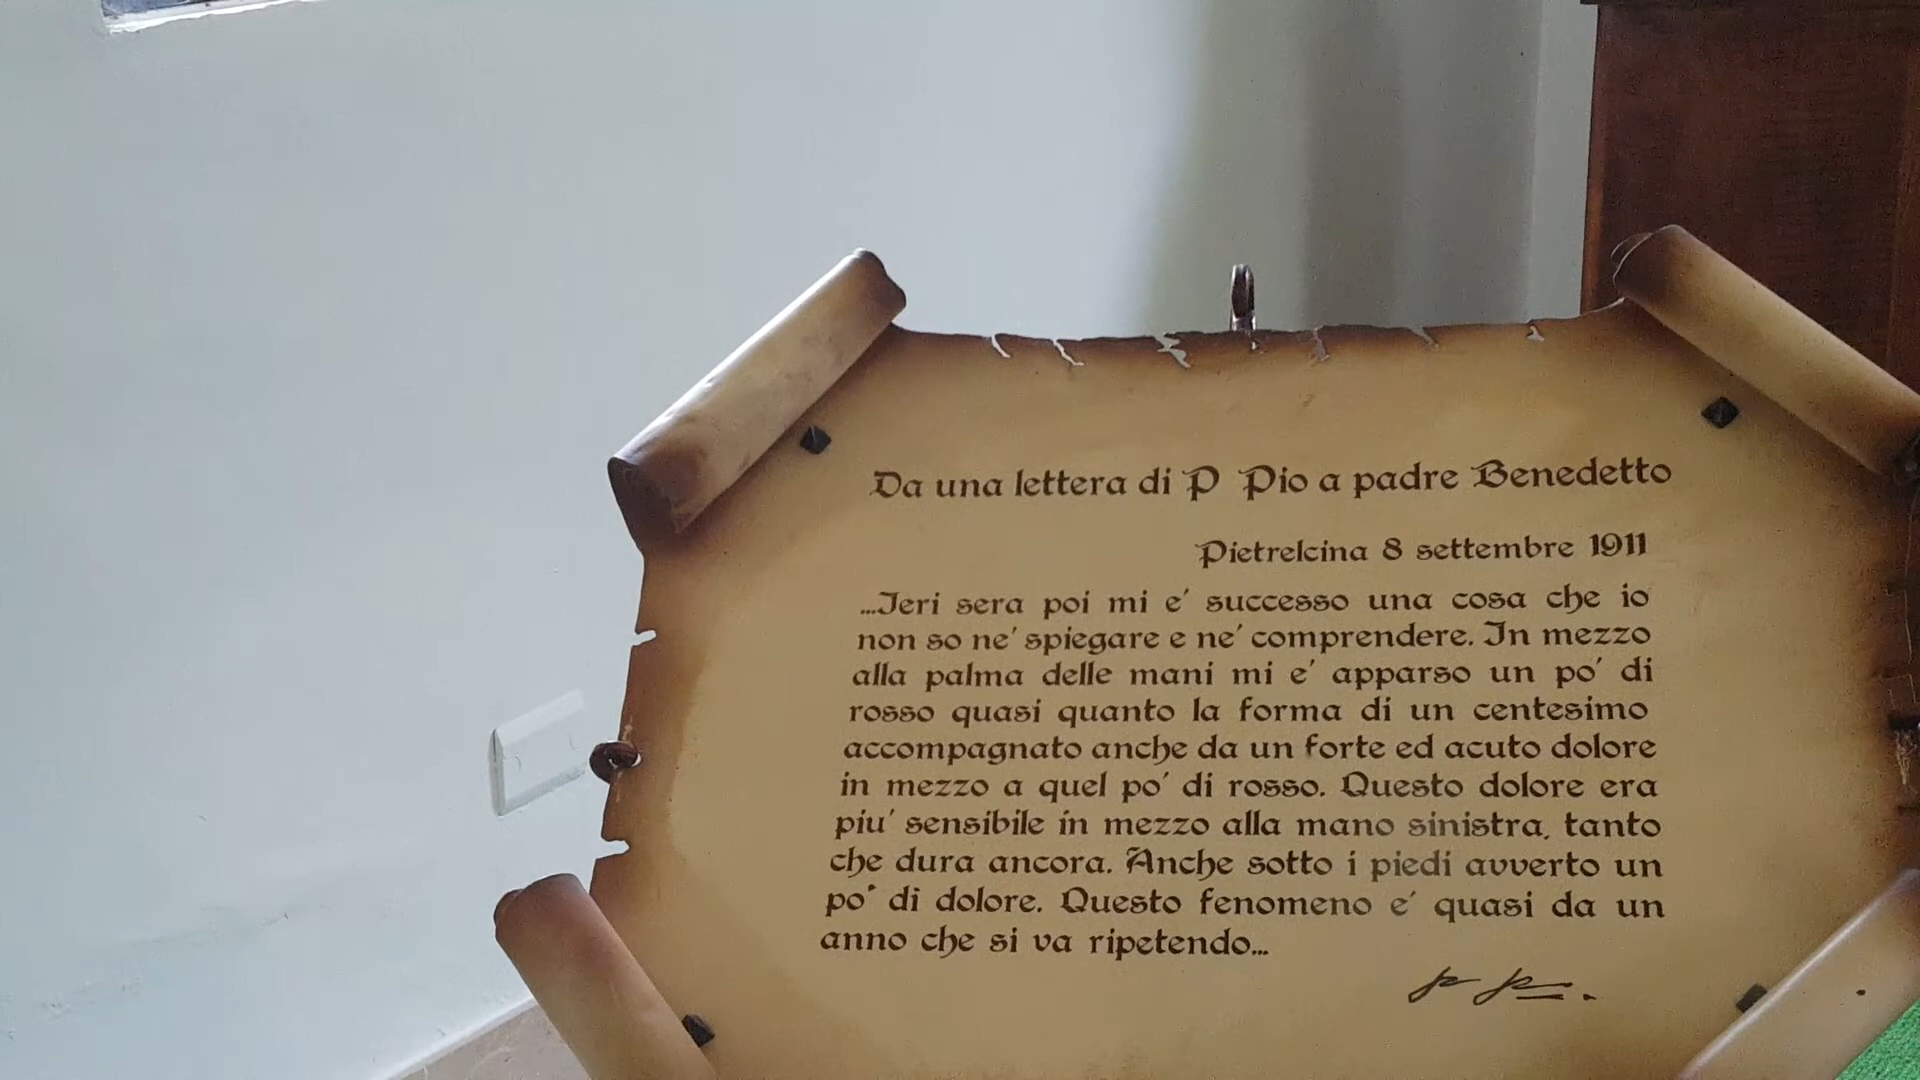 Da una lettera di P Pio a padre Benedetto
Pietrelcina 8 settembre 1911
...Ieri sera poi mi e' successo una cosa che io
non so ne' spiegare e ne' comprendere. In mezzo
alla palma delle mani mi e' apparso un po' di
rosso quasi quanto la forma di un centesimo
accompagnato anche da un forte ed acuto dolore
in mezzo a quel po' di rosso. Questo dolore era
piu' sensibile in mezzo alla mano sinistra, tanto
che dura ancora. Anche sotto i piedi avverto un
po' di dolore. Questo fenomeno e' quasi da un
anno che si va ripetendo...